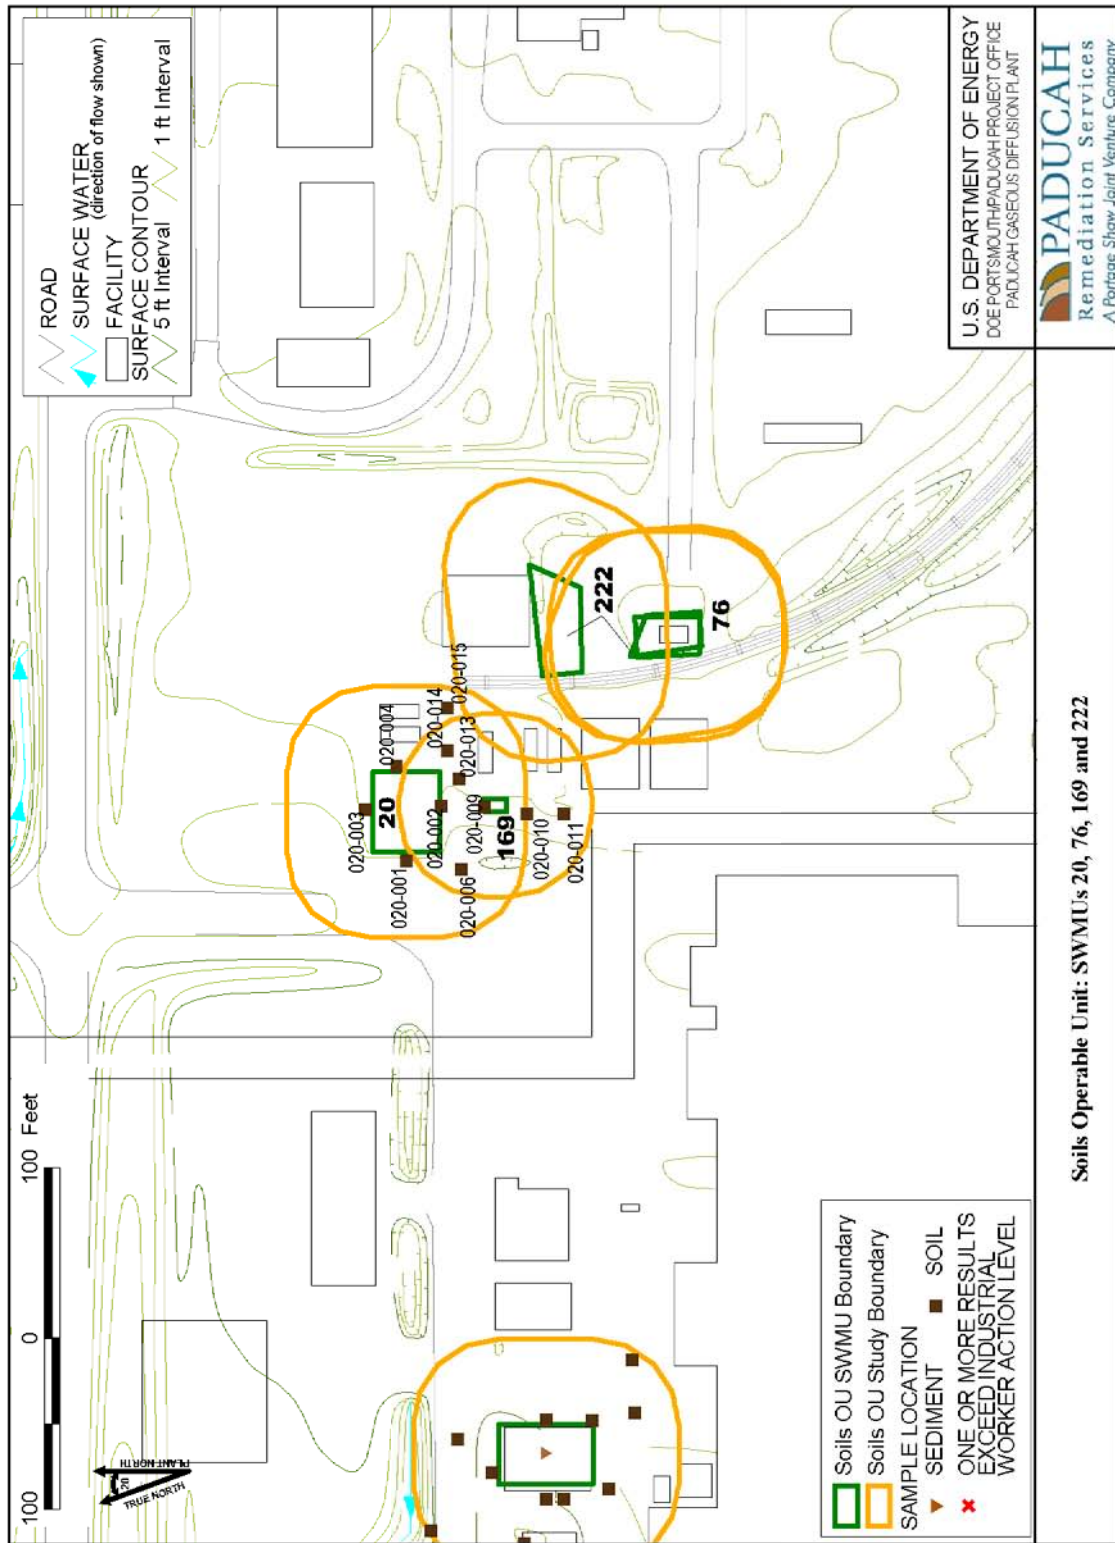 ROAD
SURFACE WATER
(direction of flow shown)
FACILITY
SURFACE CONTOUR
5 ft Interval
1 ft Interval
100
0
100 Feet
TRUE NORTH
20
PLANT NORTH
020-003
020-004
020-014
020-015
20
020-001
020-002
020-013
020-009
020-006
169
020-010
020-011
222
76
Soils OU SWMU Boundary
Soils OU Study Boundary
SAMPLE LOCATION
SEDIMENT
SOIL
ONE OR MORE RESULTS
EXCEED INDUSTRIAL
WORKER ACTION LEVEL
U.S. DEPARTMENT OF ENERGY
DOE PORTSMOUTH/PADUCAH PROJECT OFFICE
PADUCAH GASEOUS DIFFUSION PLANT
PADUCAH
Remediation Services
A Portage Shaw Joint Venture Company
Soils Operable Unit: SWMUs 20, 76, 169 and 222